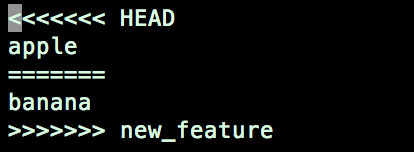 <<<<<<< HEAD
apple
=======
banana
>>>>>>> new_feature